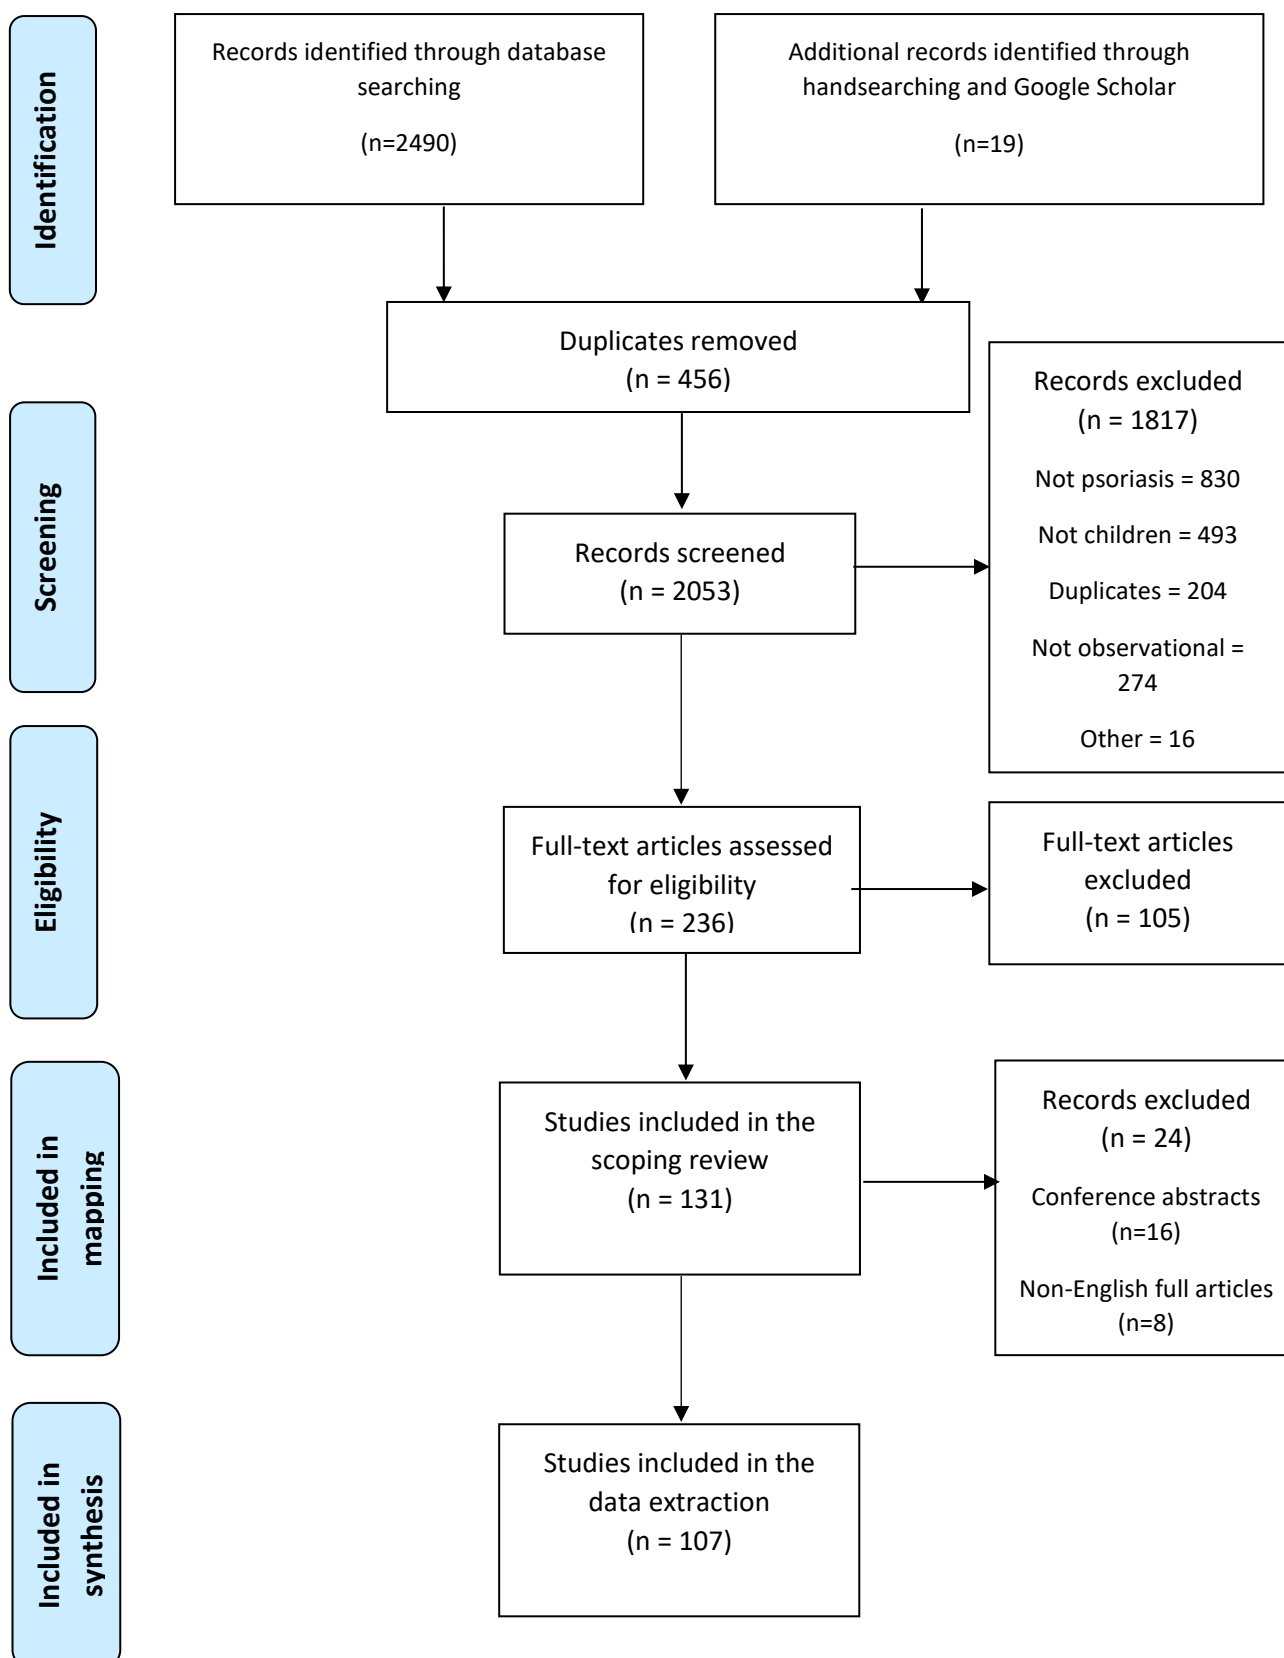 Identification
Records identified through database
searching
(n=2490)
Additional records identified through
handsearching and Google Scholar
(n=19)
Duplicates removed
(n = 456)
Screening
Records screened
(n = 2053)
Records excluded
(n = 1817)
Not psoriasis = 830
Not children = 493
Duplicates = 204
Not observational =
274
Other = 16
Eligibility
Full-text articles assessed
for eligibility
(n = 236)
Full-text articles
excluded
(n = 105)
Included in
mapping
Studies included in the
scoping review
(n = 131)
Records excluded
(n = 24)
Conference abstracts
(n=16)
Non-English full articles
(n=8)
Included in
synthesis
Studies included in the
data extraction
(n = 107)